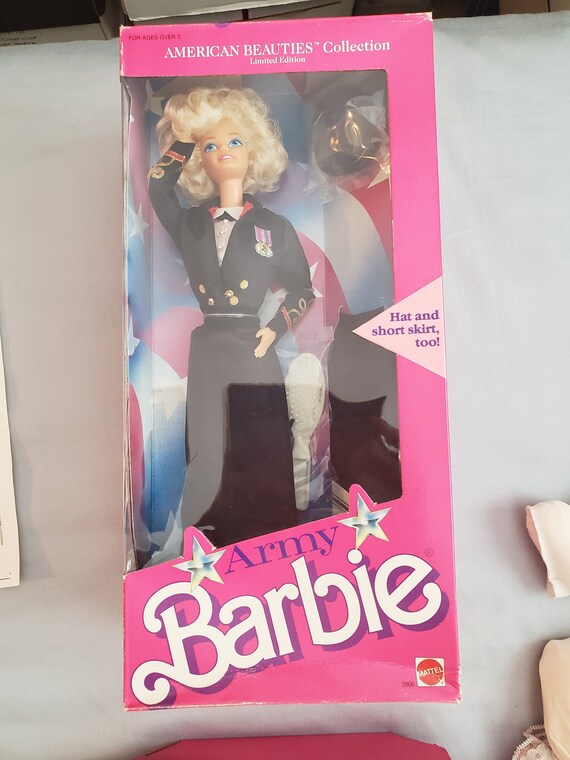 FOR AGES OVER 3.
AMERICAN BEAUTIES™ Collection
Limited Edition
Hat and
short skirt,
too!
Army
Barbie®
MATTEL